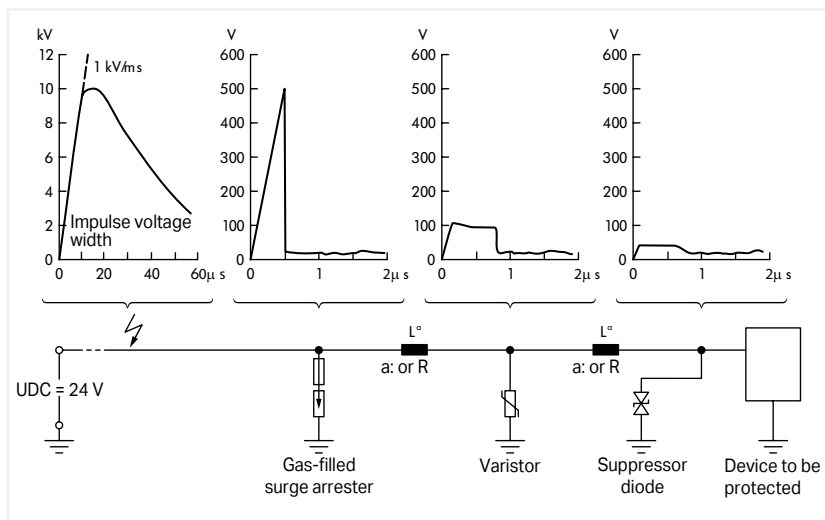 kV
12
10
8
6
4
2
0
1 kV/ms
Impulse voltage
width
0 20 40 60μ s
V
600
500
400
300
200
100
0
0 1 2μ s
V
600
500
400
300
200
100
0
0 1 2μ s
V
600
500
400
300
200
100
0
0 1 2μ s
UDC = 24 V
Lª
a: or R
Lª
a: or R
Gas-filled
surge arrester
Varistor
Suppressor
diode
Device to be
protected